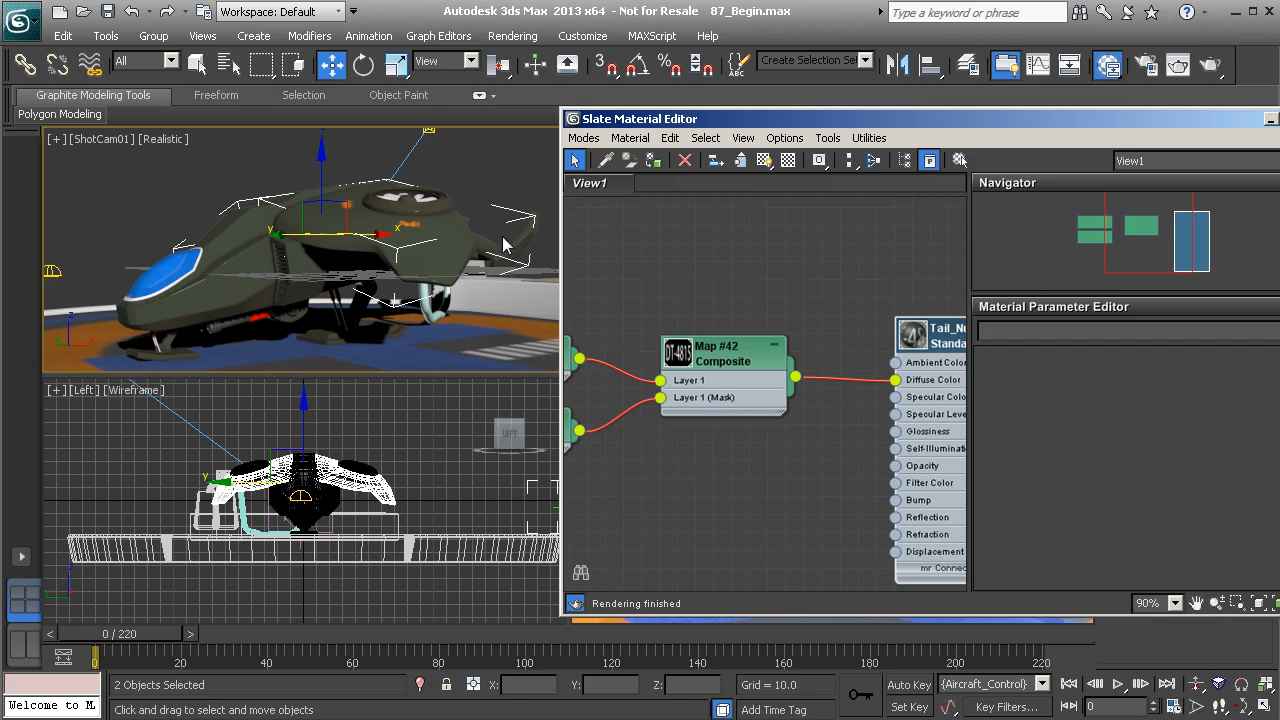 Workspace: Default
Autodesk 3ds Max 2013 x64 - Not for Resale 87_Begin.max
Type a keyword or phrase
Edit Tools Group Views Create Modifiers Animation Graph Editors Rendering Customize MAXScript Help
All
View
Create Selection Se
Graphite Modeling Tools Freeform Selection Object Paint
Polygon Modeling
[+] [ShotCam01] [Realistic]
Slate Material Editor
Modes Material Edit Select View Options Tools Utilities
View1
View1
Navigator
Material Parameter Editor
DT-4815
Map #42
Composite
Layer 1
Layer 1 (Mask)
Tail_Nu
Standa
Ambient Color
Diffuse Color
Specular Colo
Specular Leve
Glossiness
Self-Illuminati
Opacity
Filter Color
Bump
Reflection
Refraction
Displacement
mr Connec
Rendering finished
90%
z
y
x
[+] [Left] [Wireframe]
LEFT
y
0 / 220
0 20 40 60 80 100 120 140 160 180 200 220
2 Objects Selected
X: Y: Z:
Grid = 10.0
Auto Key
{Aircraft_Control}
Welcome to M.
Click and drag to select and move objects
Add Time Tag
Set Key
Key Filters...
0